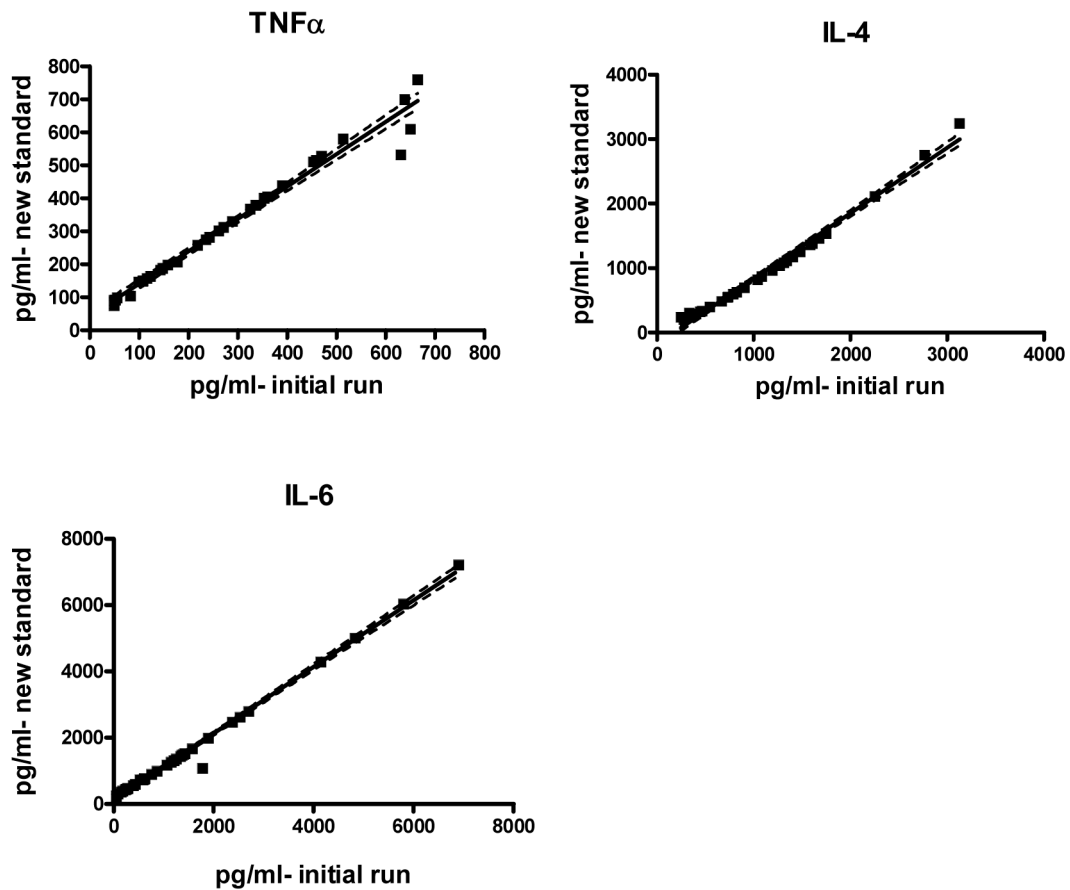 TNFα
pg/ml- new standard
800
700
600
500
400
300
200
100
0
0 100 200 300 400 500 600 700 800
pg/ml- initial run
IL-4
pg/ml- new standard
4000
3000
2000
1000
0
0 1000 2000 3000 4000
pg/ml- initial run
IL-6
pg/ml- new standard
8000
6000
4000
2000
0
0 2000 4000 6000 8000
pg/ml- initial run